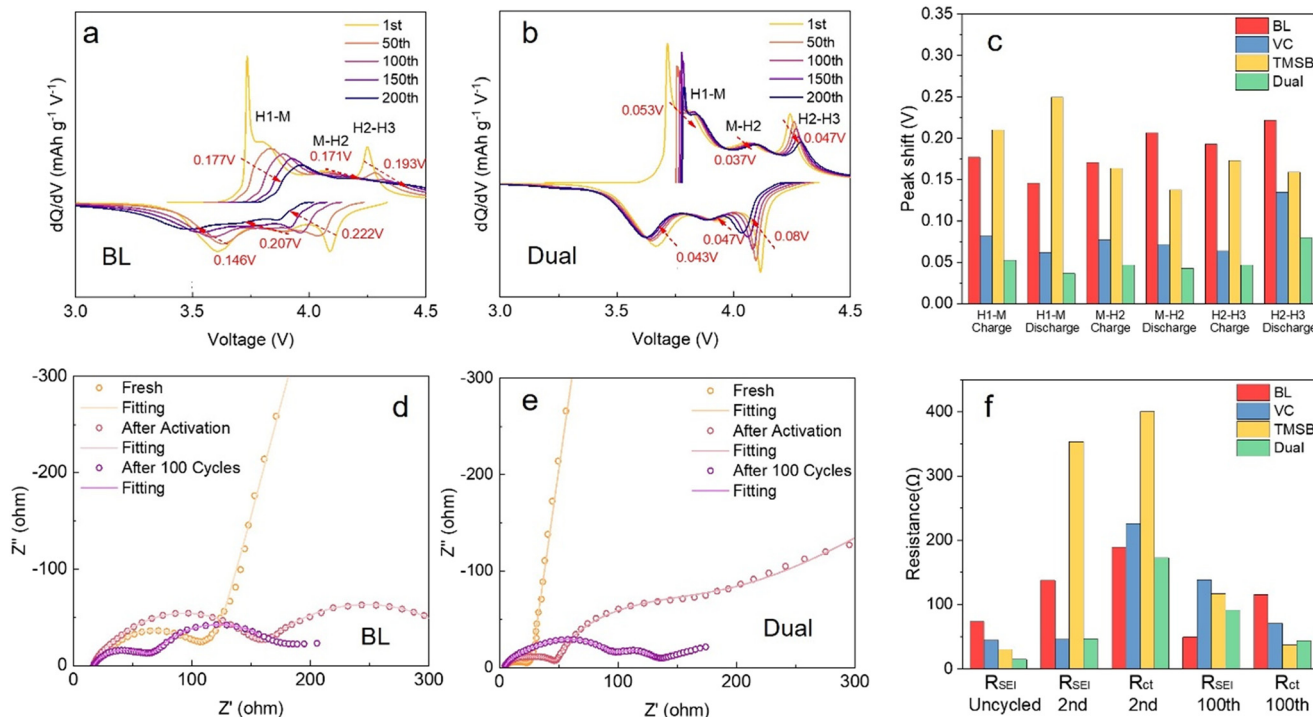 a
1st
50th
100th
150th
200th
H1-M
M-H2
H2-H3
0.177V
0.171V
0.193V
0.222V
0.207V
0.146V
BL
dQ/dV (mAh g⁻¹ V⁻¹)
3.0 3.5 4.0 4.5
Voltage (V)
b
1st
50th
100th
150th
200th
H1-M
M-H2
H2-H3
0.053V
0.037V
0.047V
0.08V
0.047V
0.043V
Dual
dQ/dV (mAh g⁻¹ V⁻¹)
3.0 3.5 4.0 4.5
Voltage (V)
c
BL
VC
TMSB
Dual
Peak shift (V)
0.35
0.30
0.25
0.20
0.15
0.10
0.05
0.00
H1-M H1-M M-H2 M-H2 H2-H3 H2-H3
Charge Discharge Charge Discharge Charge Discharge
d
Fresh
Fitting
After Activation
Fitting
After 100 Cycles
Fitting
BL
Z'' (ohm)
-300
-200
-100
0
0 50 100 150 200 250 300
Z' (ohm)
e
Fresh
Fitting
After Activation
Fitting
After 100 Cycles
Fitting
Dual
Z'' (ohm)
-300
-200
-100
0
0 50 100 150 200 250 300
Z' (ohm)
f
BL
VC
TMSB
Dual
Resistance(Ω)
400
300
200
100
0
RSEI RSEI Rct RSEI Rct
Uncycled 2nd 2nd 100th 100th